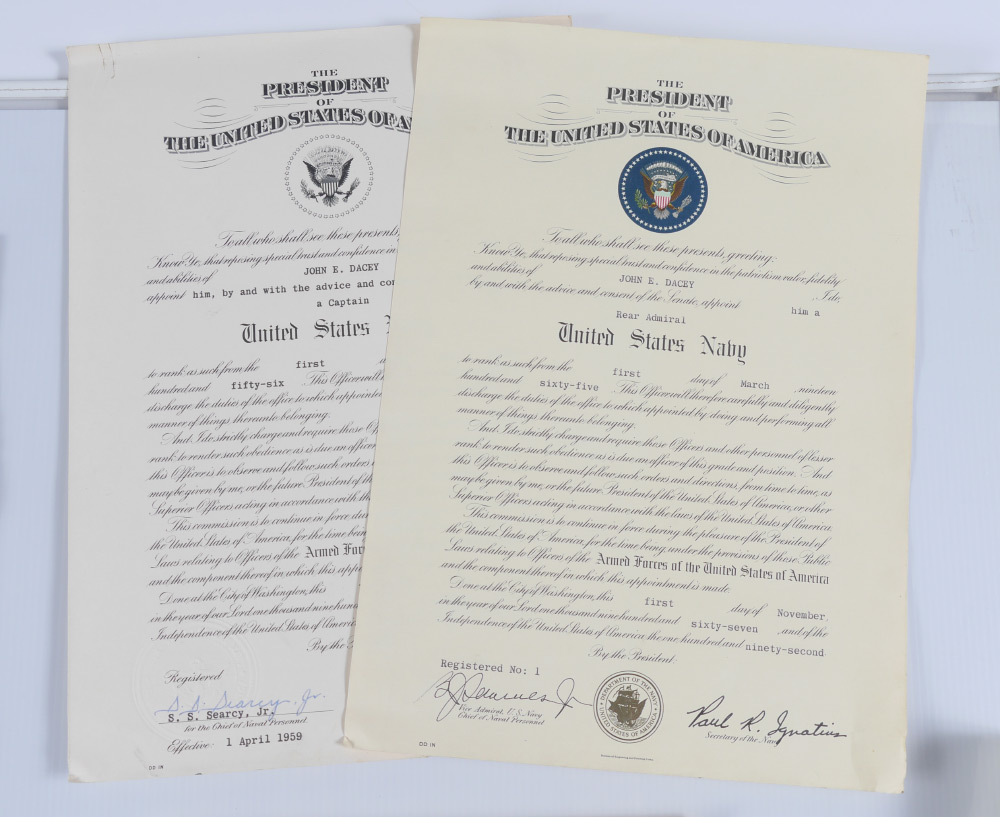 THE
PRESIDENT
OF
THE UNITED STATES OF A
To all who shall see these presents,
Know Ye, that reposing special trust and confidence in
and abilities of JOHN E. DACEY
appoint him, by and with the advice and con
a Captain
United States
to rank as such from the first
hundred and fifty-six This Officer will
discharge the duties of the office to which appointe
manner of things thereunto belonging.
And I do strictly charge and require those Of
rank to render such obedience as is due an officer
this Officer is to observe and follow such orders
may be given by me, or the future President of th
Superior Officers acting in accordance with th
This commission is to continue in force du
the United States of America, for the time bein
Laws relating to Officers of the Armed For
and the component thereof in which this app
Done at the City of Washington, this
in the year of our Lord one thousand nine hun
Independence of the United States of Americ
By the P
Registered
S. S. Searcy, Jr.
S. S. Searcy, Jr.
for the Chief of Naval Personnel
Effective: 1 April 1959
DD IN
THE
PRESIDENT
OF
THE UNITED STATES OF AMERICA
To all who shall see these presents, greeting:
Know Ye, that reposing special trust and confidence in the patriotism, valor, fidelity
and abilities of JOHN E. DACEY , I do,
by and with the advice and consent of the Senate, appoint him a
Rear Admiral
United States Navy
to rank as such from the first day of March , nineteen
hundred and sixty-five This Officer will therefore carefully and diligently
discharge the duties of the office to which appointed by doing and performing all
manner of things thereunto belonging.
And, I do strictly charge and require those Officers and other personnel of lesser
rank to render such obedience as is due an officer of this grade and position. And
this Officer is to observe and follow such orders and directions, from time to time, as
may be given by me, or the future President of the United States of America, or other
Superior Officers acting in accordance with the laws of the United States of America.
This commission is to continue in force during the pleasure of the President of
the United States of America, for the time being, under the provisions of those Public
Laws relating to Officers of the Armed Forces of the United States of America
and the component thereof in which this appointment is made.
Done at the City of Washington, this first day of November,
in the year of our Lord one thousand nine hundred and sixty-seven , and of the
Independence of the United States of America the one hundred and ninety-second
By the President:
Registered No: 1
Vice Admiral, U.S. Navy
Chief of Naval Personnel
DEPARTMENT OF THE NAVY
UNITED STATES OF AMERICA
Paul R. Ignatius
Secretary of the Navy
DD IN